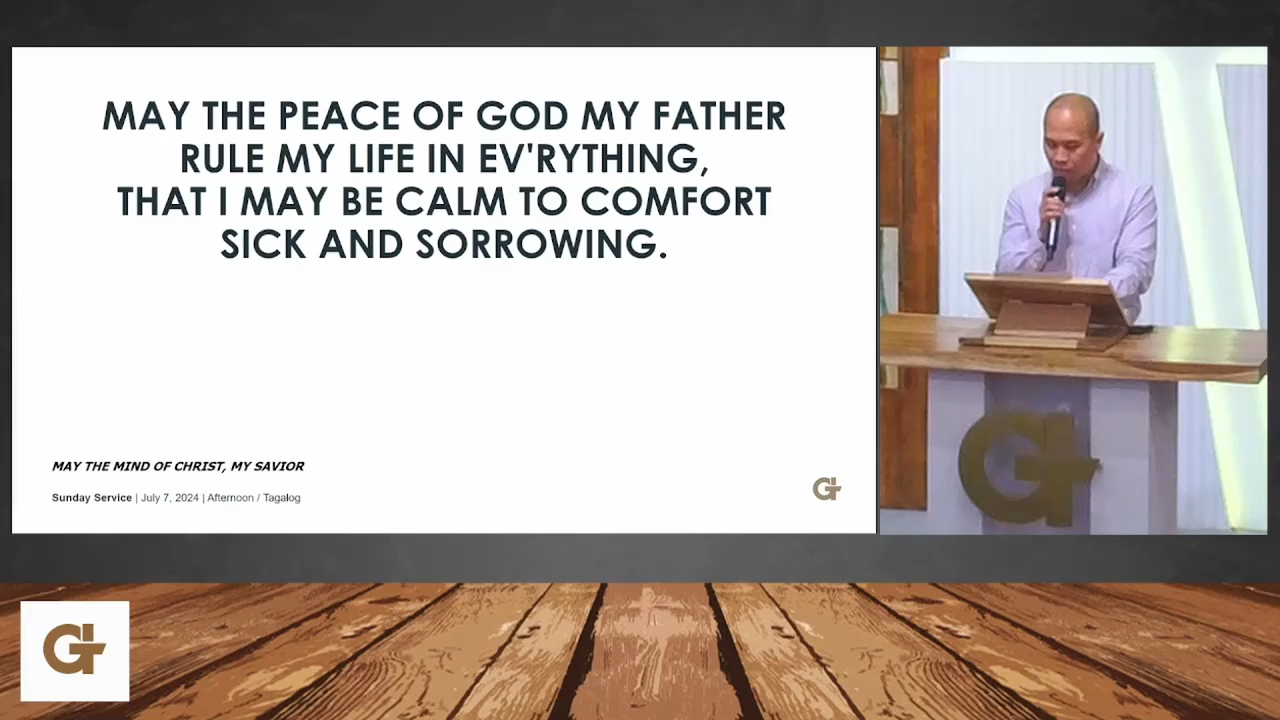 MAY THE PEACE OF GOD MY FATHER
RULE MY LIFE IN EV'RYTHING,
THAT I MAY BE CALM TO COMFORT
SICK AND SORROWING.
MAY THE MIND OF CHRIST, MY SAVIOR
Sunday Service | July 7, 2024 | Afternoon / Tagalog